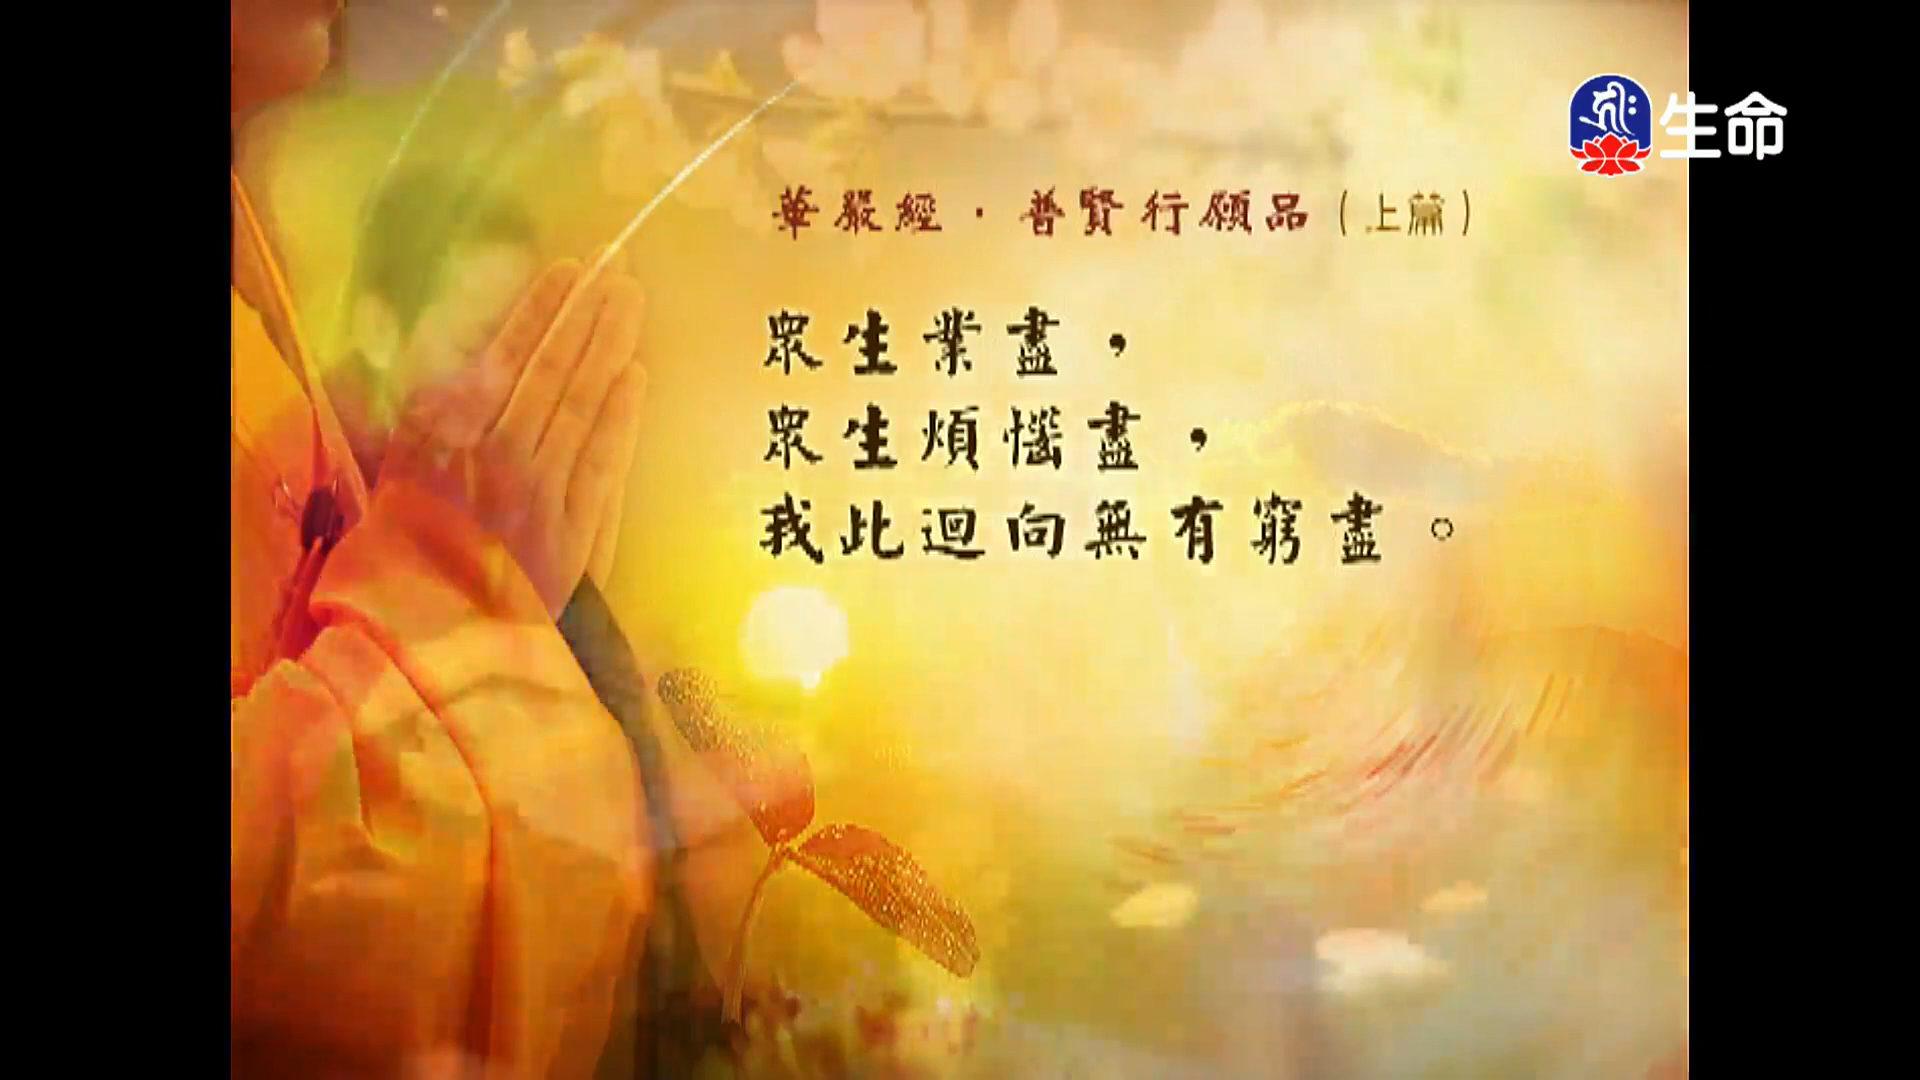 生命
華嚴經·普賢行願品(上篇)
眾生業盡,
眾生煩惱盡,
我此迴向無有窮盡。